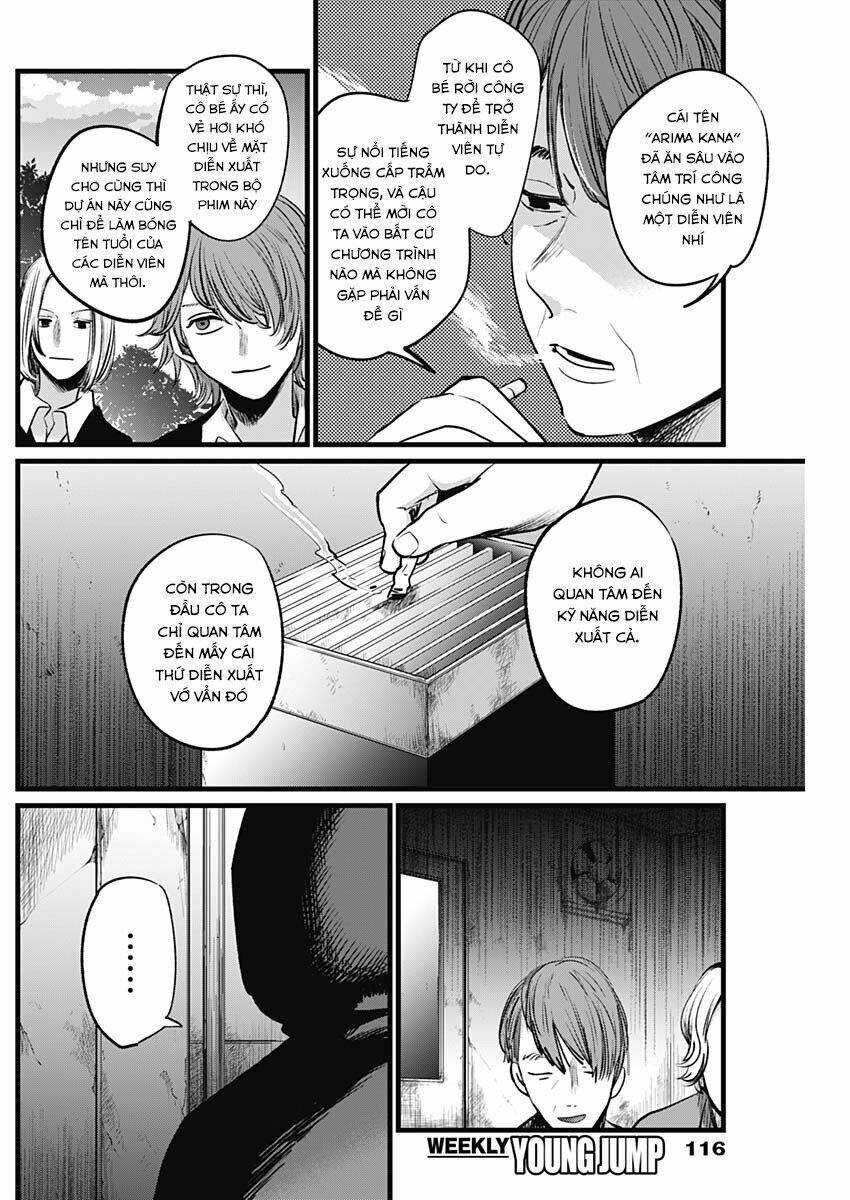 CÁI TÊN
"ARIMA KANA"
ĐÃ ĂN SÂU VÀO
TÂM TRÍ CÔNG
CHÚNG NHƯ LÀ
MỘT DIỄN VIÊN
NHÍ
TỪ KHI CÔ
BÉ RỜI CÔNG
TY ĐỂ TRỞ
THÀNH DIỄN
VIÊN TỰ
DO.
SỰ NỔI TIẾNG
XUỐNG CẤP TRẦM
TRỌNG, VÀ CẬU
CÓ THỂ MỜI CÔ
TA VÀO BẤT CỨ
CHƯƠNG TRÌNH
NÀO MÀ KHÔNG
GẶP PHẢI VẤN
ĐỀ GÌ
THẬT SỰ THÌ,
CÔ BÉ ẤY CÓ
VẺ HƠI KHÓ
CHỊU VỀ MẶT
DIỄN XUẤT
TRONG BỘ
PHIM NÀY
NHƯNG SUY
CHO CÙNG THÌ
DỰ ÁN NÀY CŨNG
CHỈ ĐỂ LÀM BÓNG
TÊN TUỔI CỦA
CÁC DIỄN VIÊN
MÀ THÔI.
KHÔNG AI
QUAN TÂM ĐẾN
KỸ NĂNG DIỄN
XUẤT CẢ.
CÒN TRONG
ĐẦU CÔ TA
CHỈ QUAN TÂM
ĐẾN MẤY CÁI
THỨ DIỄN XUẤT
VỚ VẨN ĐÓ
......
WEEKLY YOUNG JUMP 116